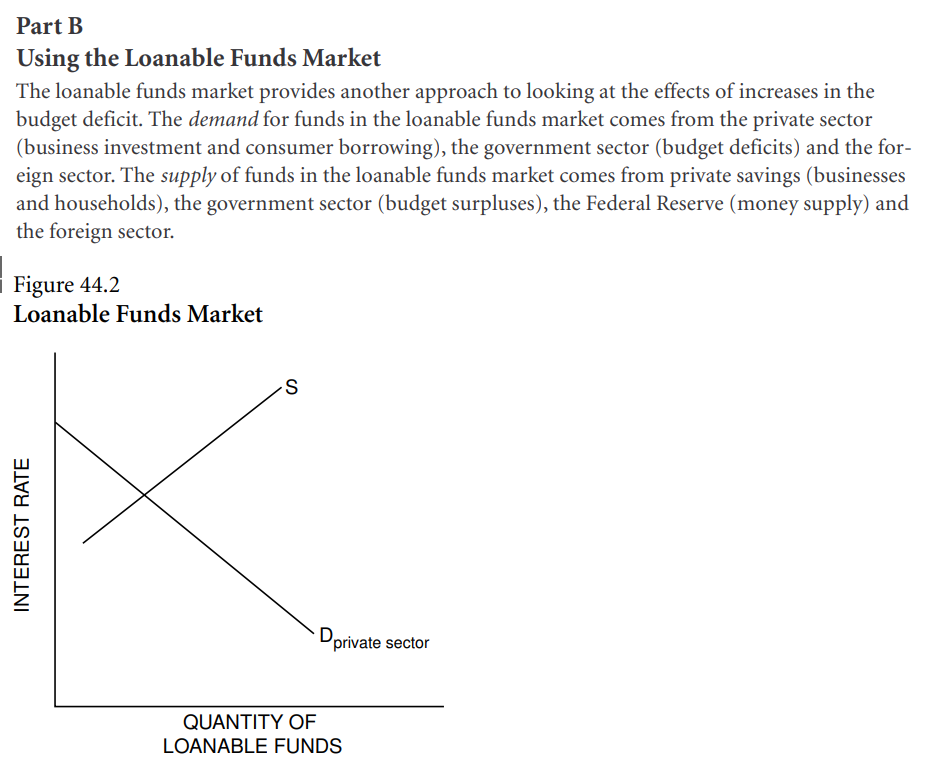 Part B
Using the Loanable Funds Market
The loanable funds market provides another approach to looking at the effects of increases in the
budget deficit. The demand for funds in the loanable funds market comes from the private sector
(business investment and consumer borrowing), the government sector (budget deficits) and the for-
eign sector. The supply of funds in the loanable funds market comes from private savings (businesses
and households), the government sector (budget surpluses), the Federal Reserve (money supply) and
the foreign sector.
Figure 44.2
Loanable Funds Market
S
INTEREST RATE
D private sector
QUANTITY OF
LOANABLE FUNDS